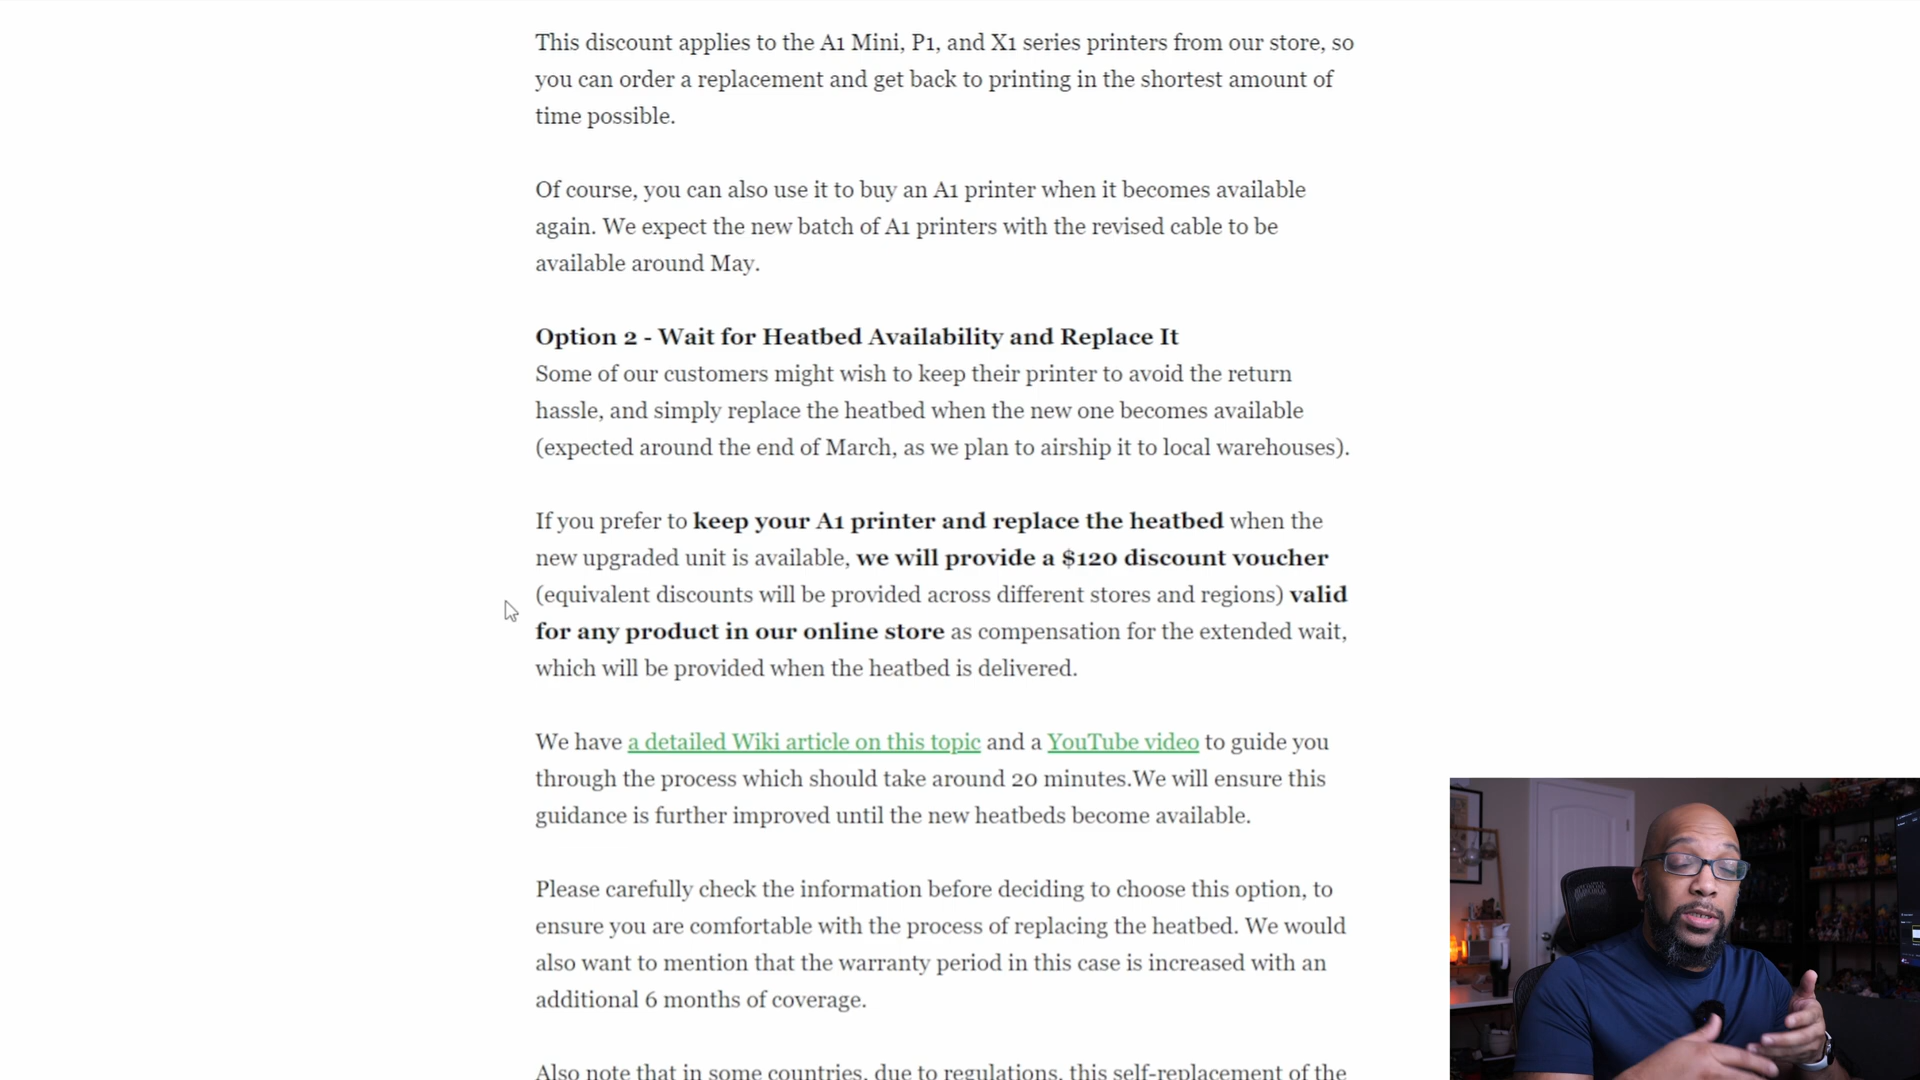 This discount applies to the A1 Mini, P1, and X1 series printers from our store, so
you can order a replacement and get back to printing in the shortest amount of
time possible.
Of course, you can also use it to buy an A1 printer when it becomes available
again. We expect the new batch of A1 printers with the revised cable to be
available around May.
Option 2 - Wait for Heatbed Availability and Replace It
Some of our customers might wish to keep their printer to avoid the return
hassle, and simply replace the heatbed when the new one becomes available
(expected around the end of March, as we plan to airship it to local warehouses).
If you prefer to keep your A1 printer and replace the heatbed when the
new upgraded unit is available, we will provide a $120 discount voucher
(equivalent discounts will be provided across different stores and regions) valid
for any product in our online store as compensation for the extended wait,
which will be provided when the heatbed is delivered.
We have a detailed Wiki article on this topic and a YouTube video to guide you
through the process which should take around 20 minutes.We will ensure this
guidance is further improved until the new heatbeds become available.
Please carefully check the information before deciding to choose this option, to
ensure you are comfortable with the process of replacing the heatbed. We would
also want to mention that the warranty period in this case is increased with an
additional 6 months of coverage.
Also note that in some countries, due to regulations, this self-replacement of the